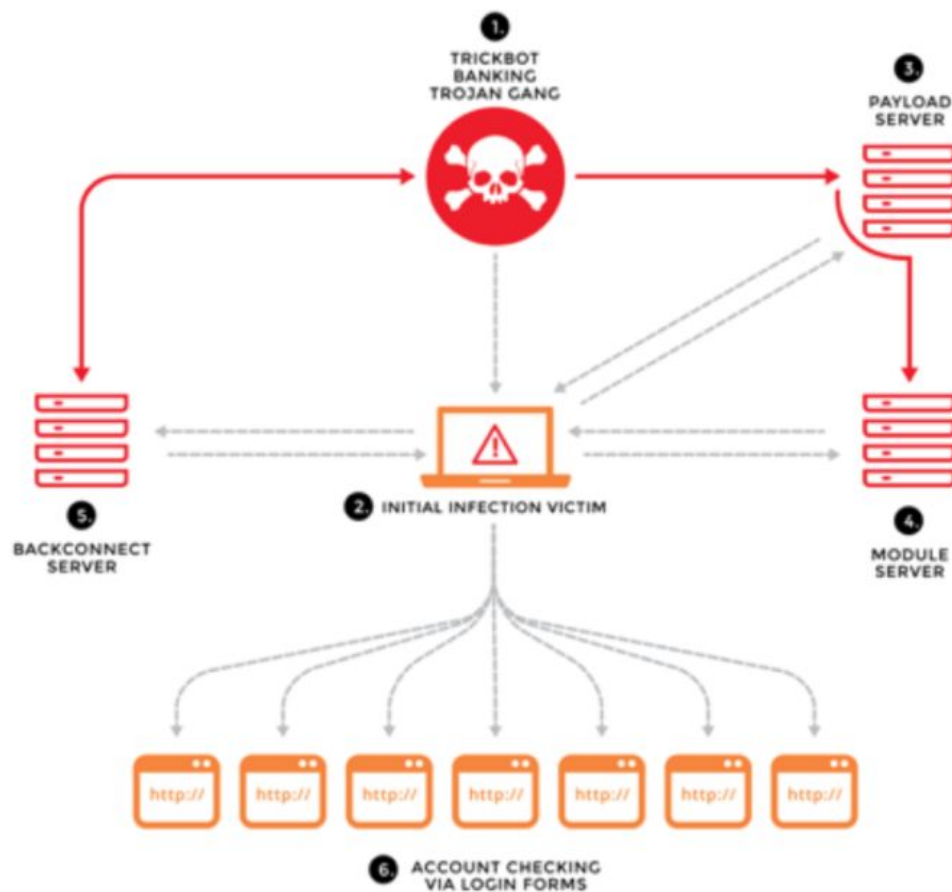 1.
TRICKBOT
BANKING
TROJAN GANG
3.
PAYLOAD
SERVER
2. INITIAL INFECTION VICTIM
5.
BACKCONNECT
SERVER
4.
MODULE
SERVER
http://
http://
http://
http://
http://
http://
http://
6. ACCOUNT CHECKING
VIA LOGIN FORMS